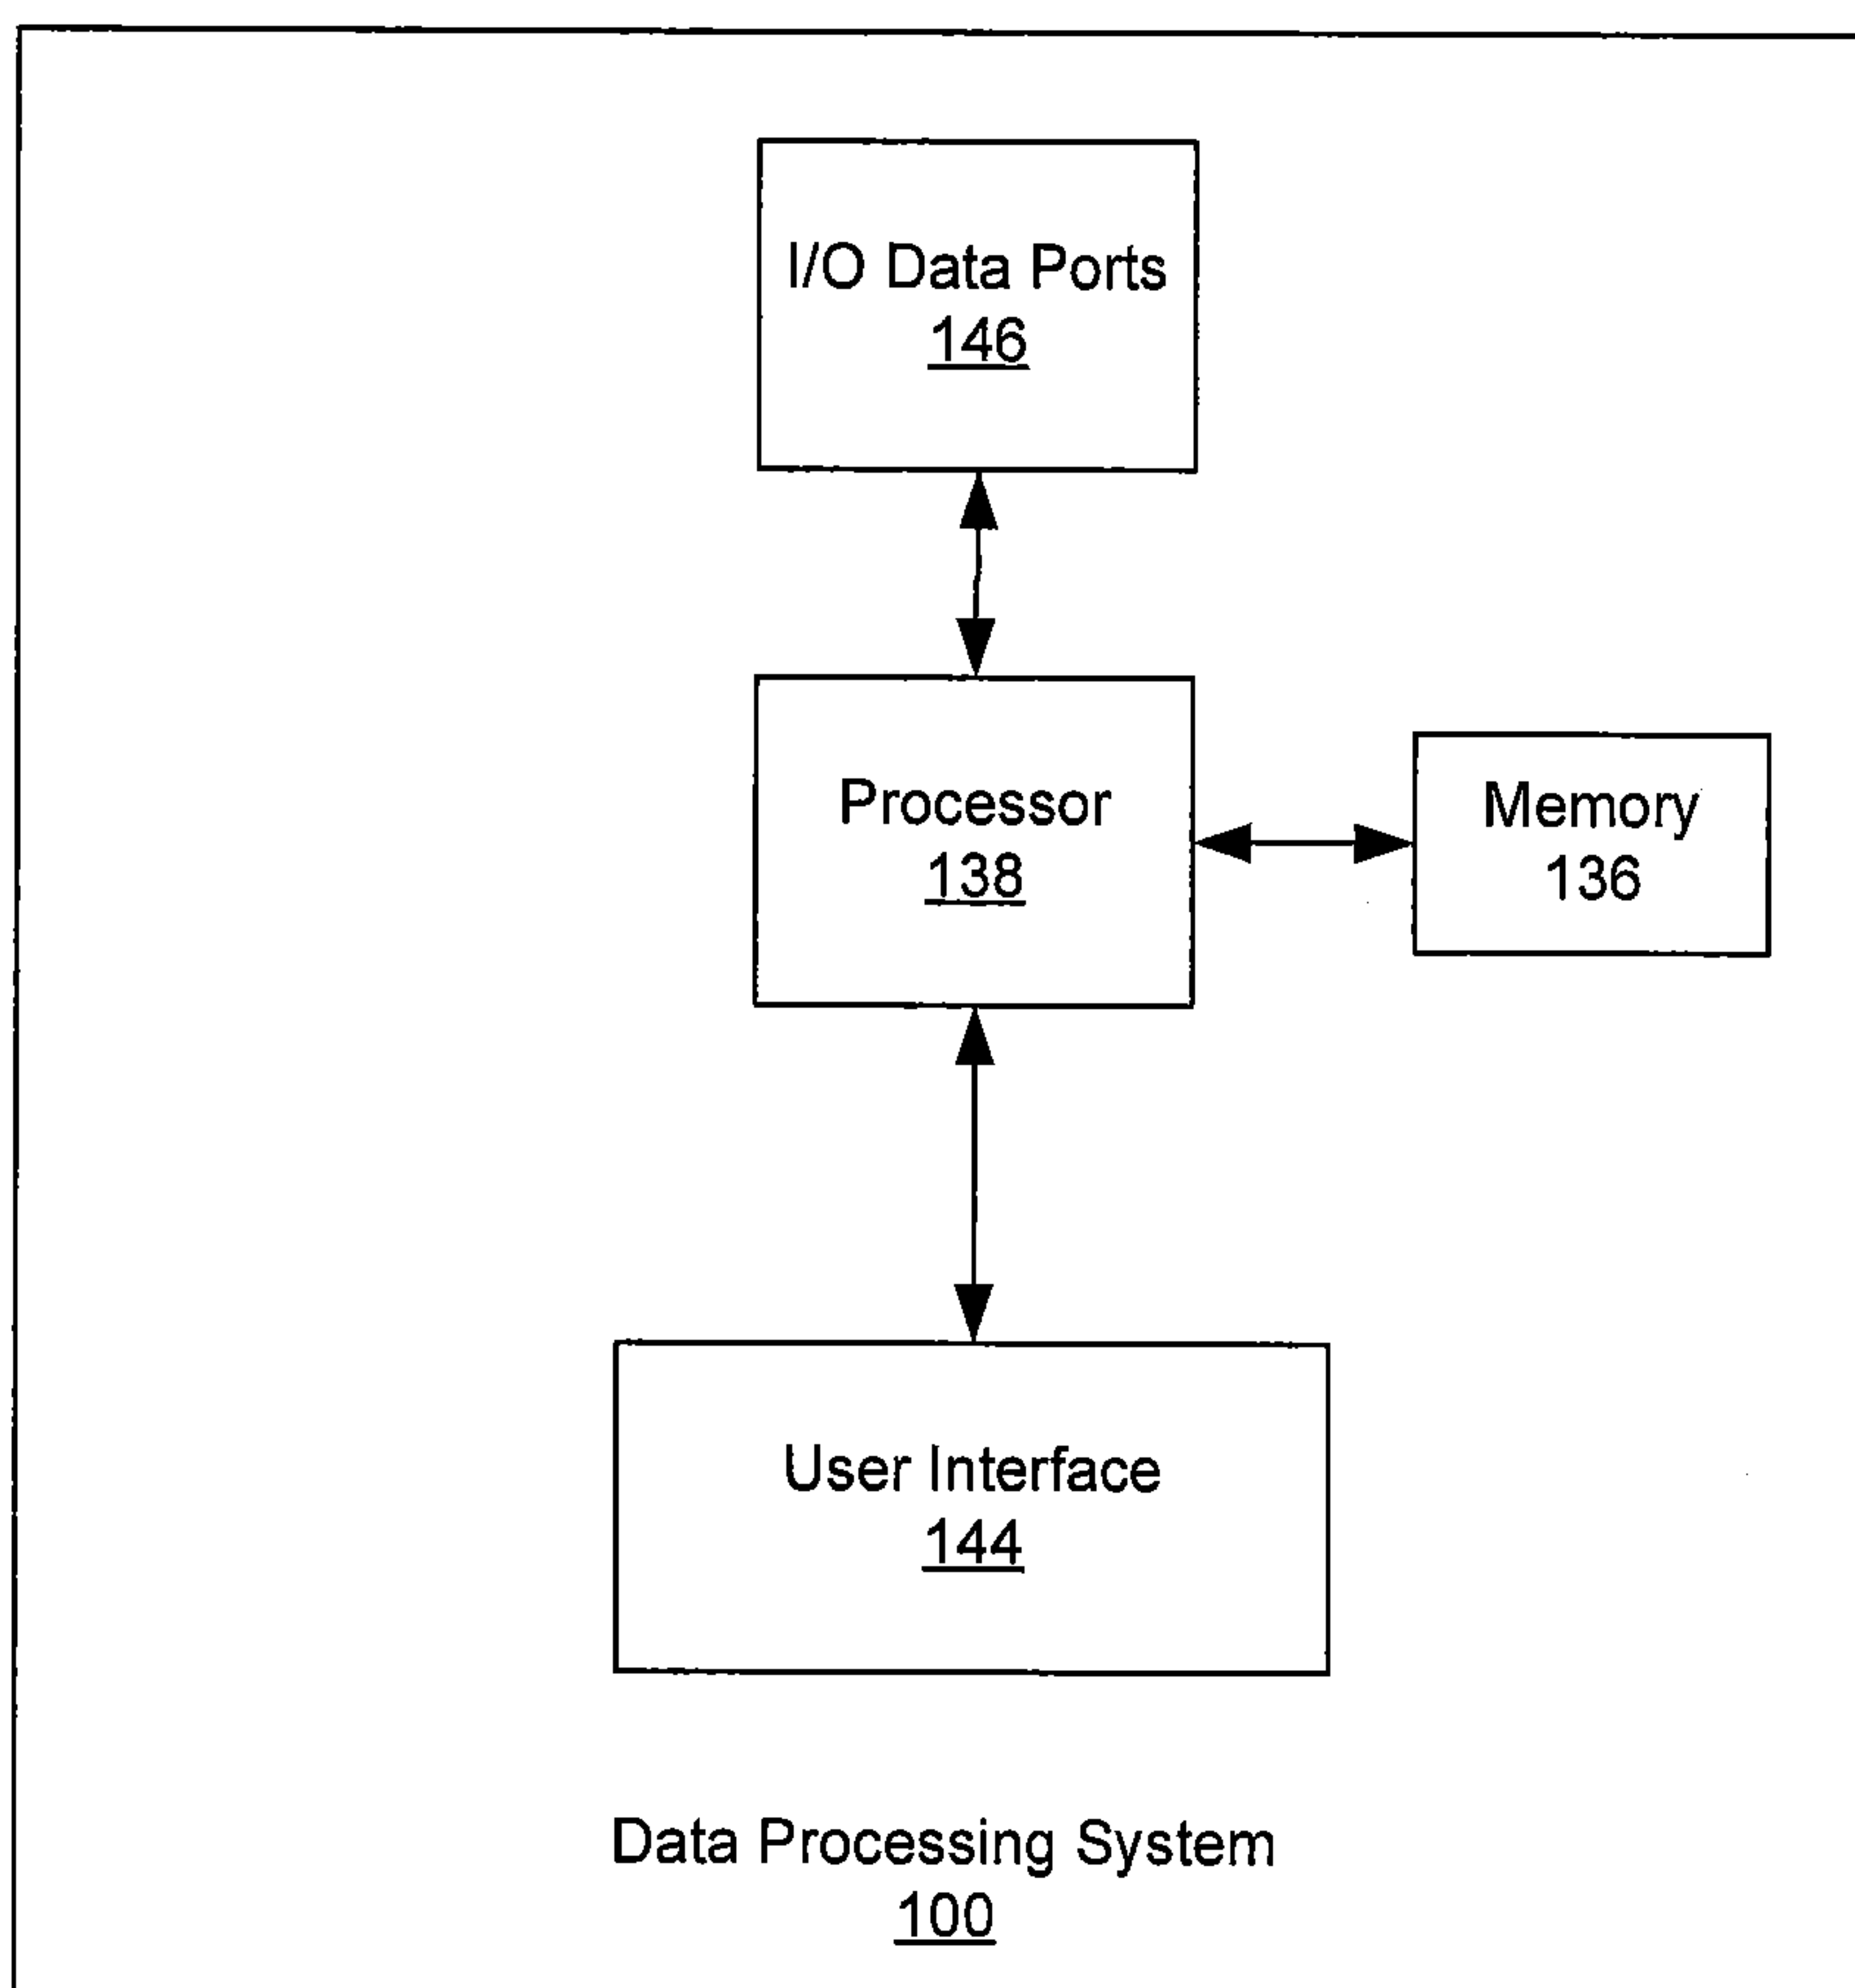 I/O Data Ports
146
Processor
138
Memory
136
User Interface
144
Data Processing System
100